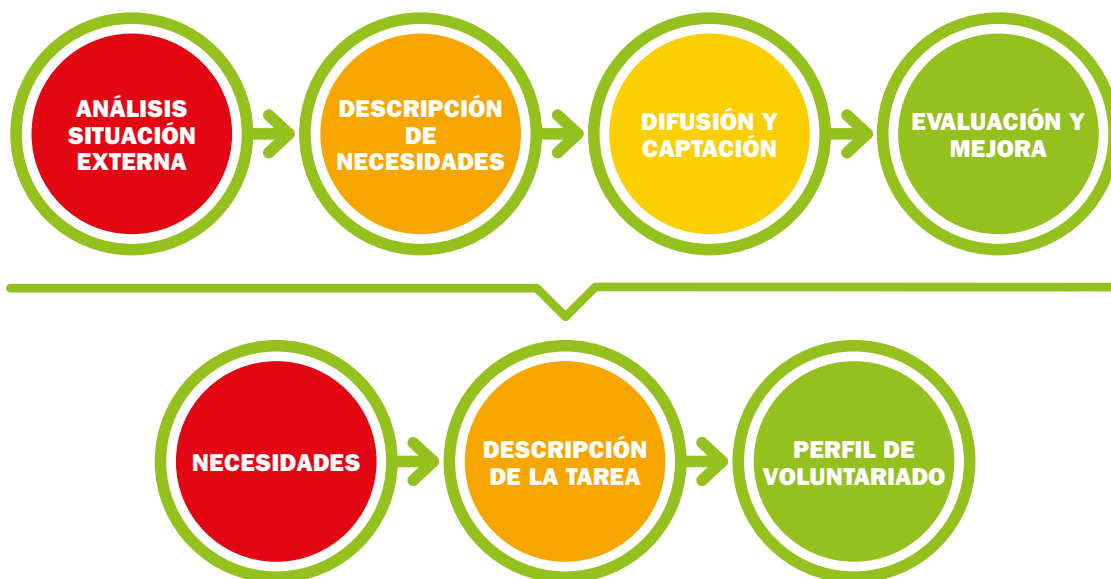 ANÁLISIS
SITUACIÓN
EXTERNA
DESCRIPCIÓN
DE
NECESIDADES
DIFUSIÓN Y
CAPTACIÓN
EVALUACIÓN Y
MEJORA
NECESIDADES
DESCRIPCIÓN
DE LA TAREA
PERFIL DE
VOLUNTARIADO